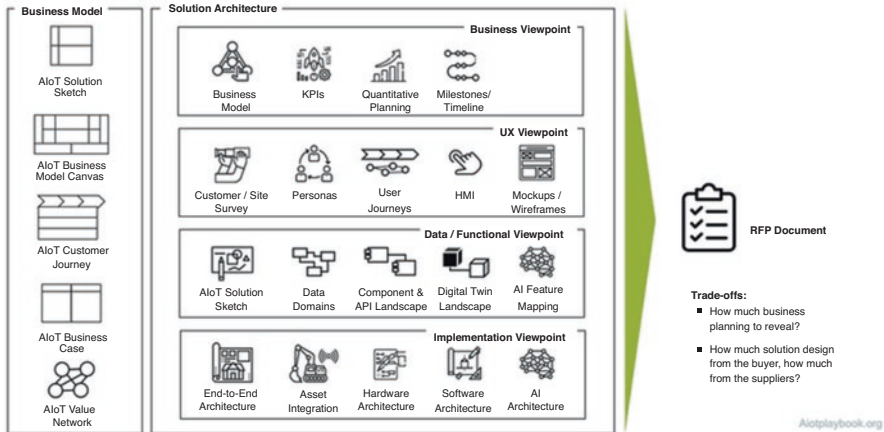 Business Model
AIoT Solution
Sketch
AIoT Business
Model Canvas
AIoT Customer
Journey
AIoT Business
Case
AIoT Value
Network
Solution Architecture
Business Viewpoint
Business
Model
KPIs
Quantitative
Planning
Milestones/
Timeline
UX Viewpoint
Customer / Site
Survey
Personas
User
Journeys
HMI
Mockups /
Wireframes
Data / Functional Viewpoint
AIoT Solution
Sketch
Data
Domains
Component &
API Landscape
Digital Twin
Landscape
AI Feature
Mapping
Implementation Viewpoint
End-to-End
Architecture
Asset
Integration
Hardware
Architecture
Software
Architecture
AI
Architecture
RFP Document
Trade-offs:
■ How much business
planning to reveal?
■ How much solution design
from the buyer, how much
from the suppliers?
Aiotplaybook.org